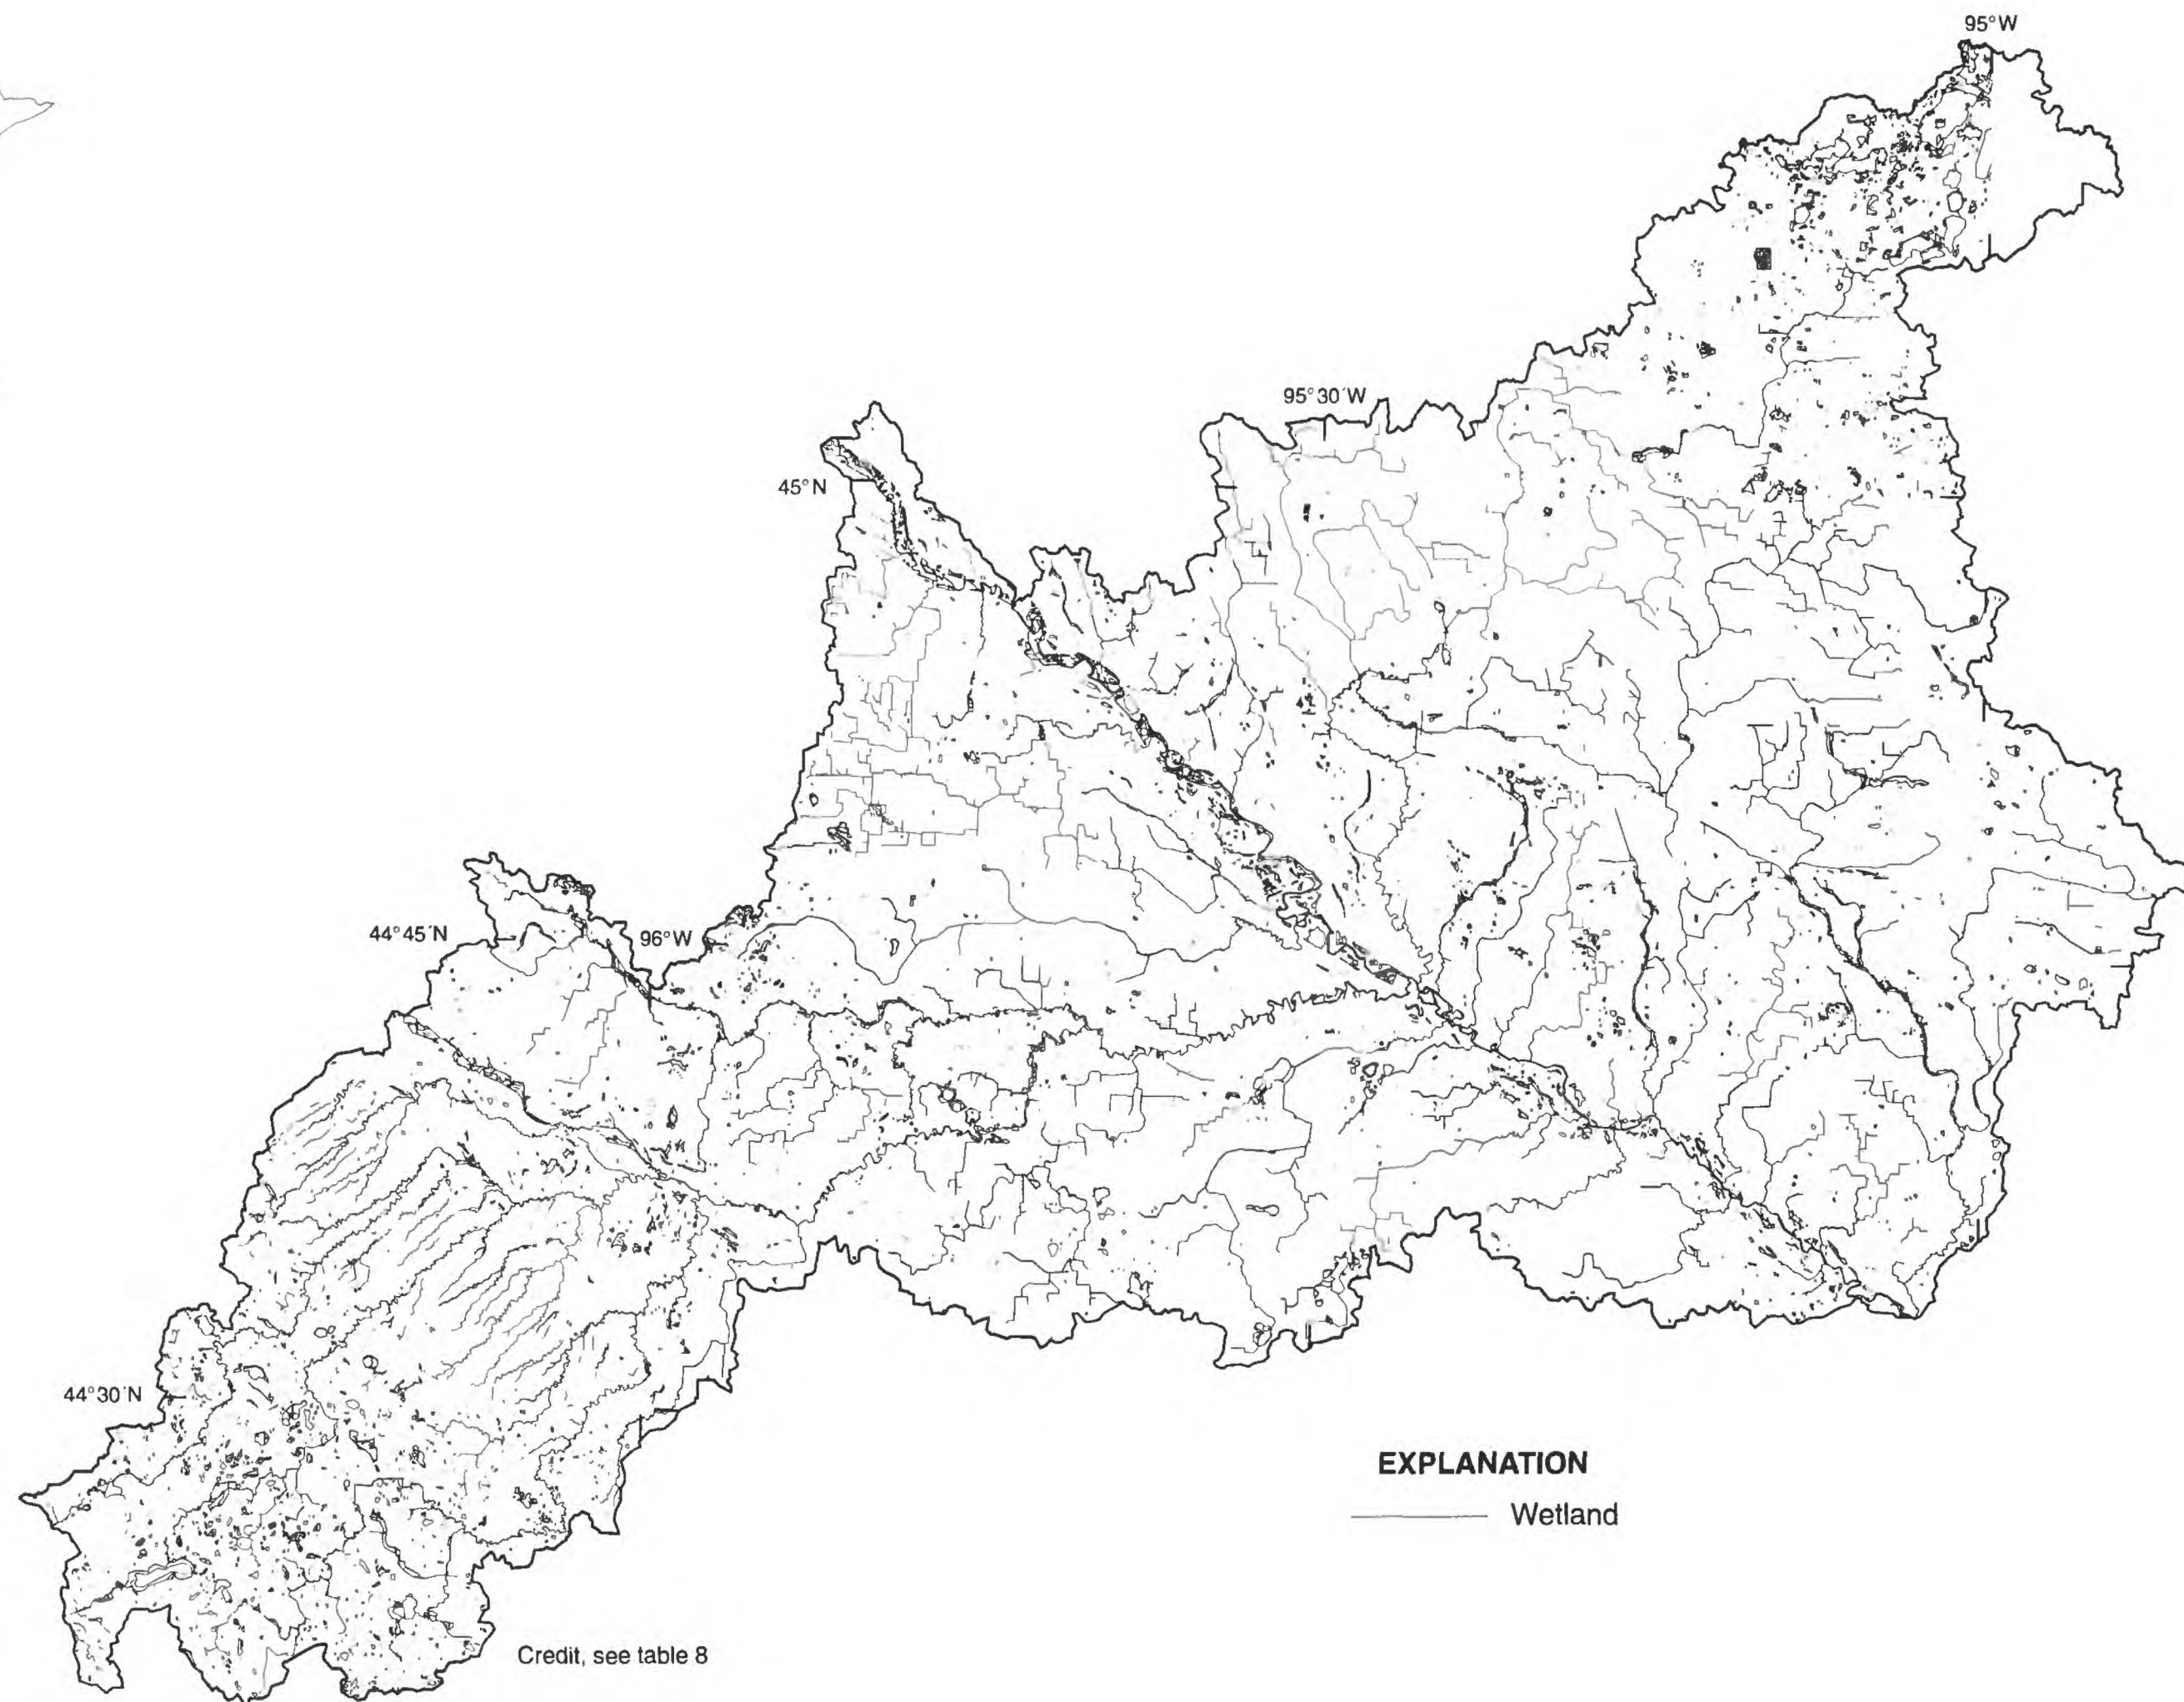 95°W
95°30´W
45°N
44°45´N
96°W
44°30´N
EXPLANATION
Wetland
Credit, see table 8